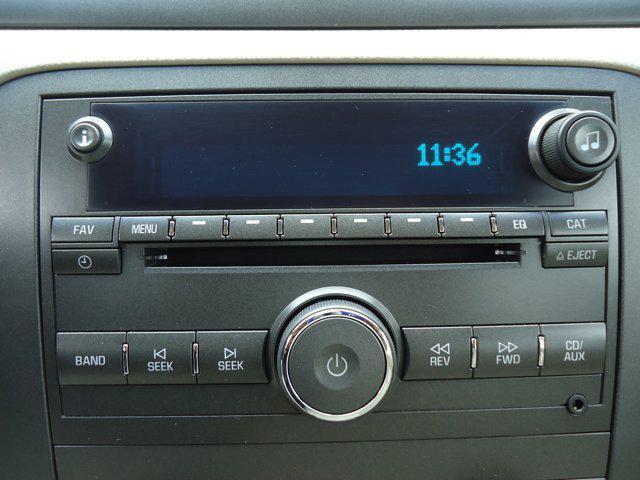 11:36
FAV MENU EQ CAT
EJECT
BAND SEEK SEEK REV FWD CD/
AUX